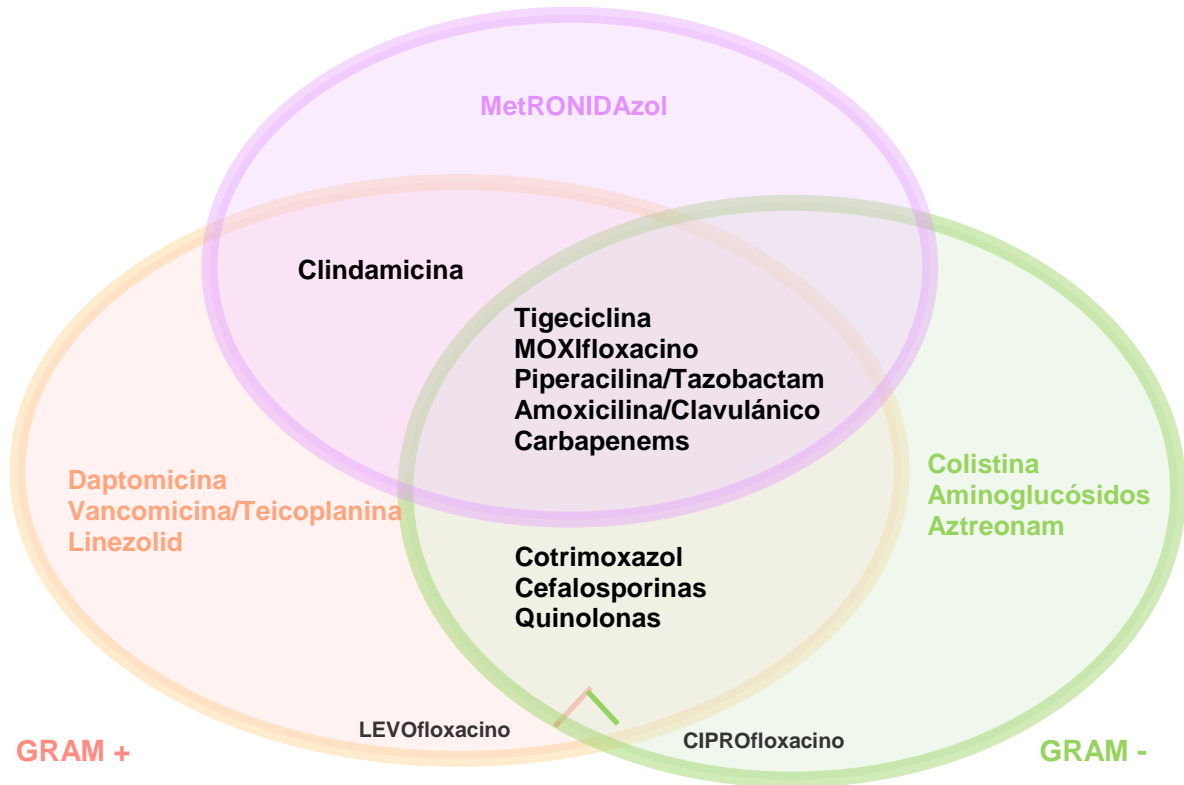 MetRONIDAzol
Clindamicina
Tigeciclina
MOXIfloxacino
Piperacilina/Tazobactam
Amoxicilina/Clavulánico
Carbapenems
Daptomicina
Vancomicina/Teicoplanina
Linezolid
Colistina
Aminoglucósidos
Aztreonam
Cotrimoxazol
Cefalosporinas
Quinolonas
LEVOfloxacino
CIPROfloxacino
GRAM +
GRAM -